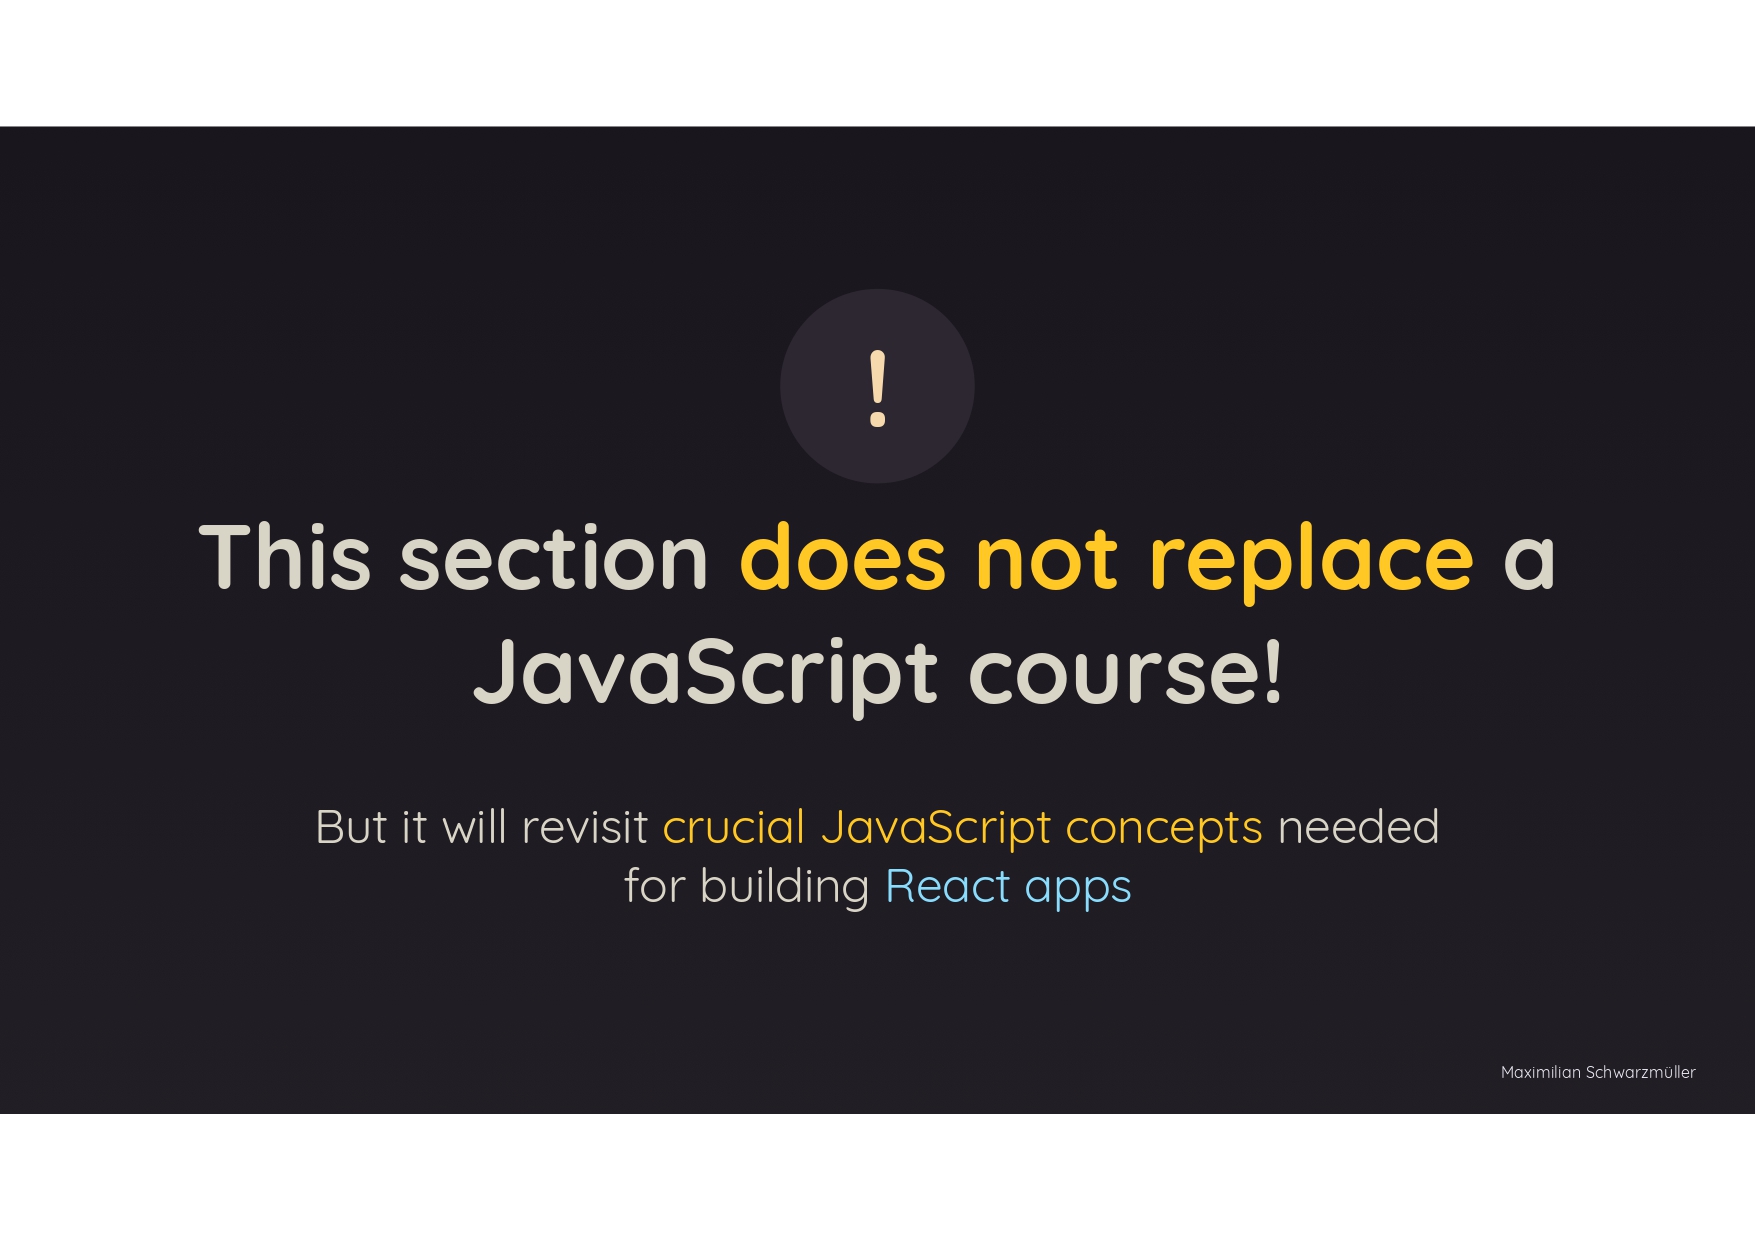 !
This section does not replace a
JavaScript course!
But it will revisit crucial JavaScript concepts needed
for building React apps
Maximilian Schwarzmüller